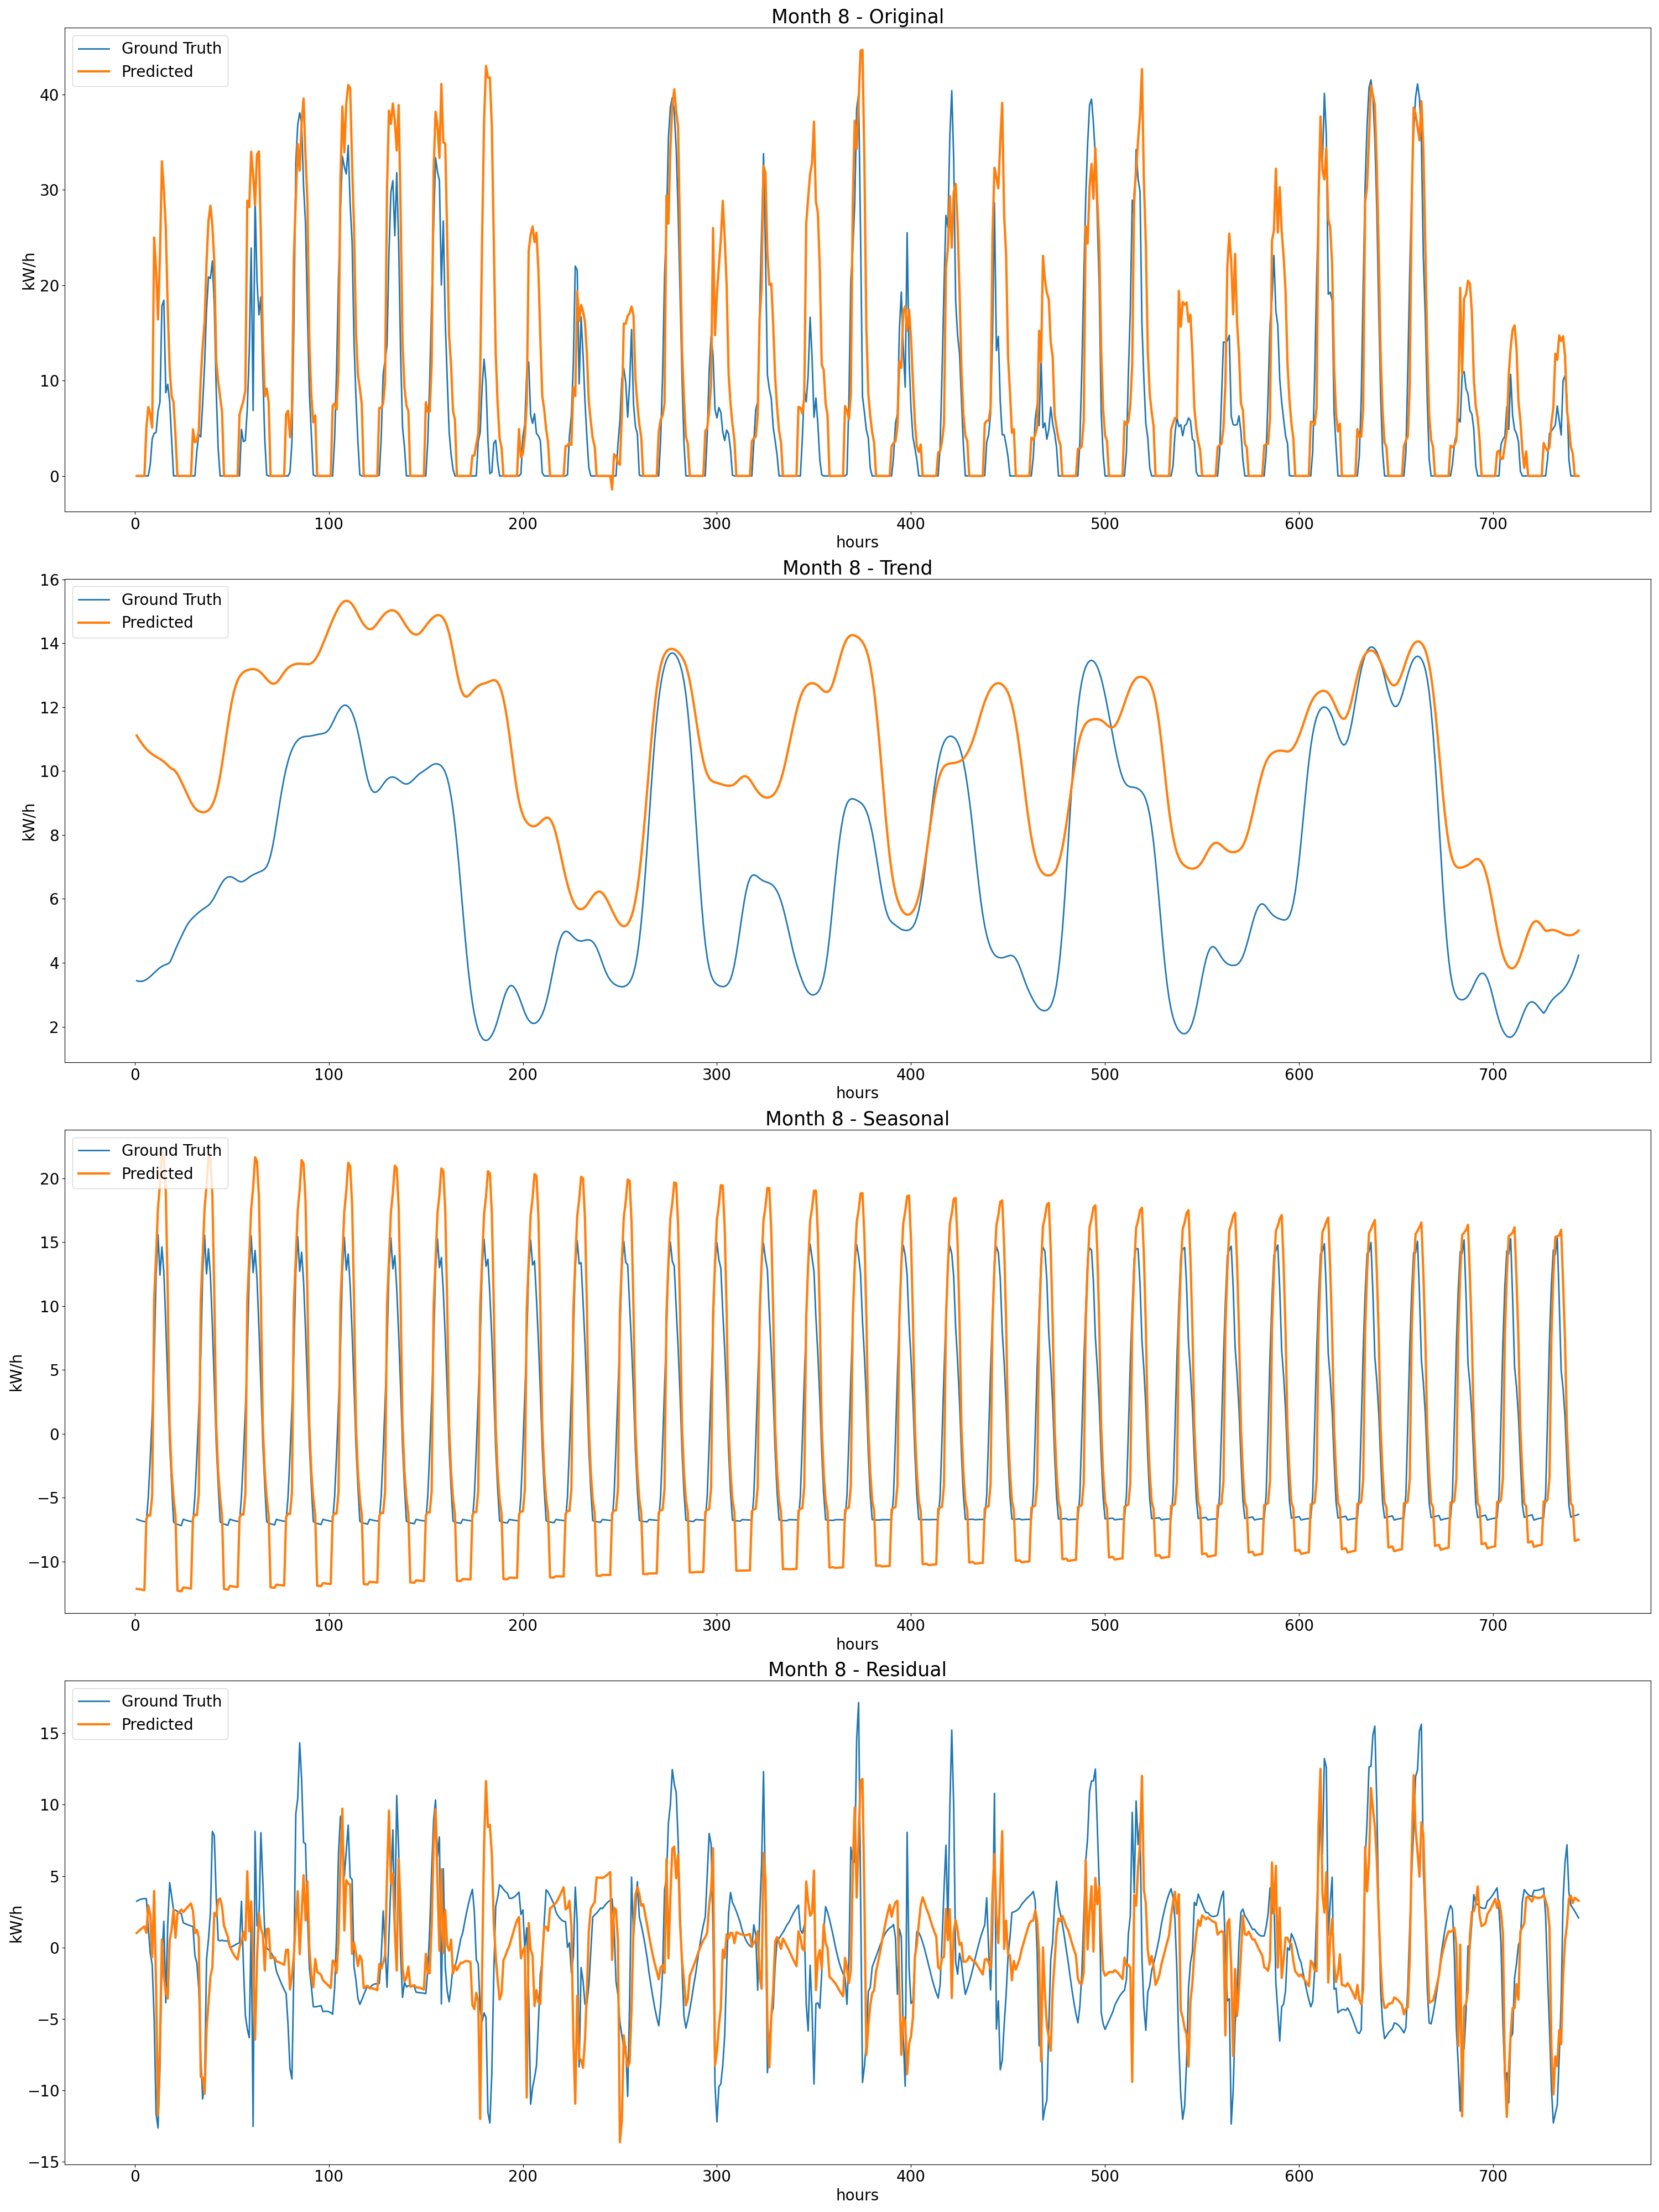 Month 8 - Original
Ground Truth
Predicted
kW/h
40
30
20
10
0
0 100 200 300 400 500 600 700
hours
Month 8 - Trend
Ground Truth
Predicted
kW/h
16
14
12
10
8
6
4
2
0 100 200 300 400 500 600 700
hours
Month 8 - Seasonal
Ground Truth
Predicted
kW/h
20
15
10
5
0
−5
−10
0 100 200 300 400 500 600 700
hours
Month 8 - Residual
Ground Truth
Predicted
kW/h
15
10
5
0
−5
−10
−15
0 100 200 300 400 500 600 700
hours